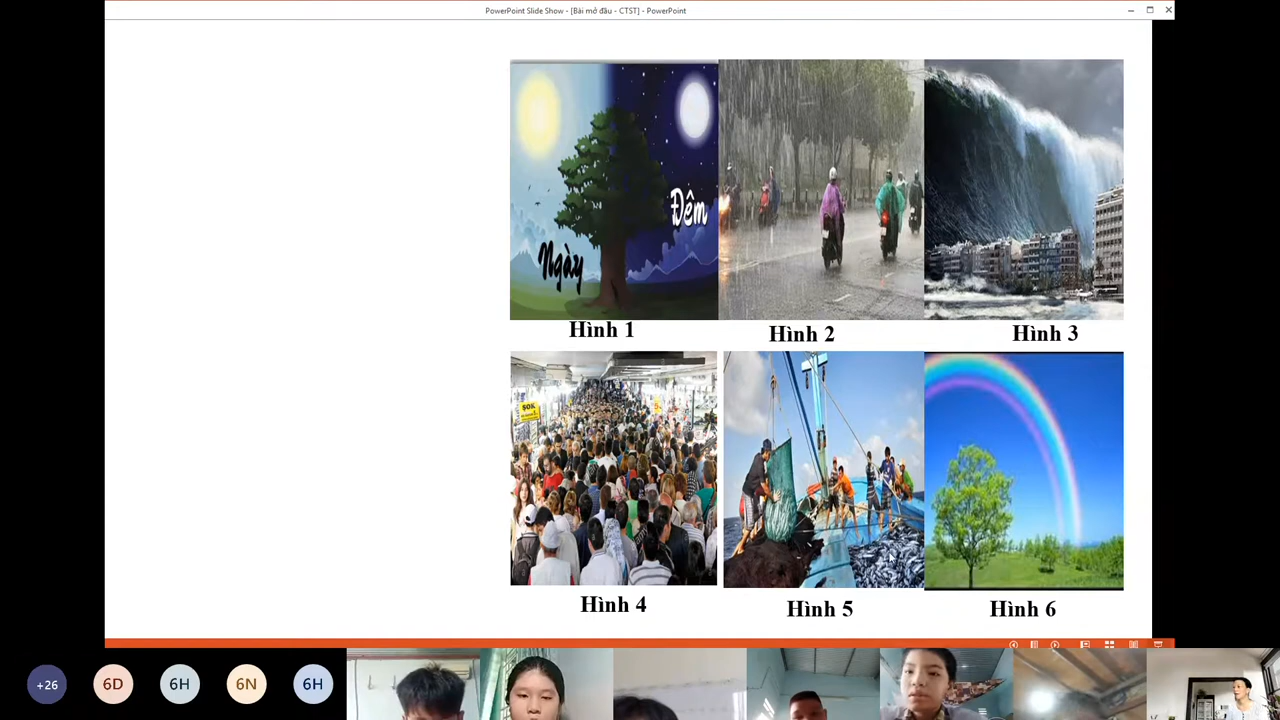 PowerPoint Slide Show - [Bài mở đầu - CTST] - PowerPoint
Ngày
Đêm
Hình 1
Hình 2
Hình 3
50K
Hình 4
Hình 5
Hình 6
+26
6D
6H
6N
6H